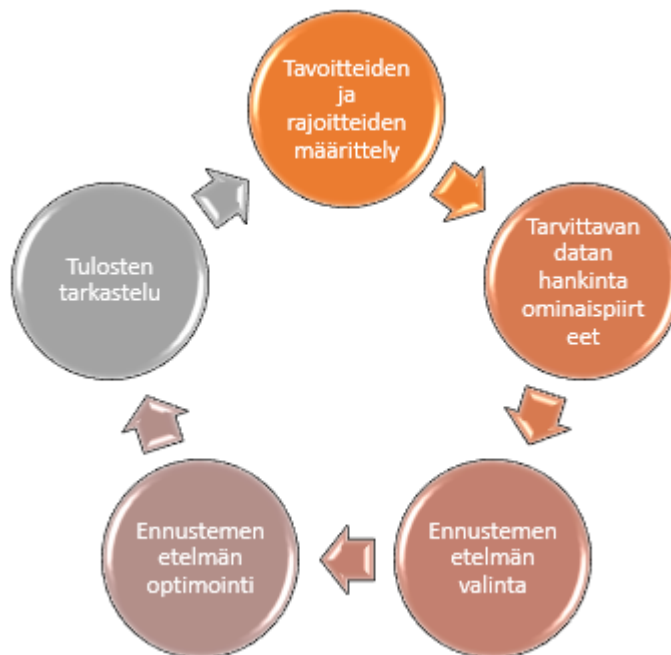 Tavoitteiden
ja
rajoitteiden
määrittely
Tarvittavan
datan
hankinta
ominaispiirt
eet
Ennustemen
etelmän
valinta
Ennustemen
etelmän
optimointi
Tulosten
tarkastelu